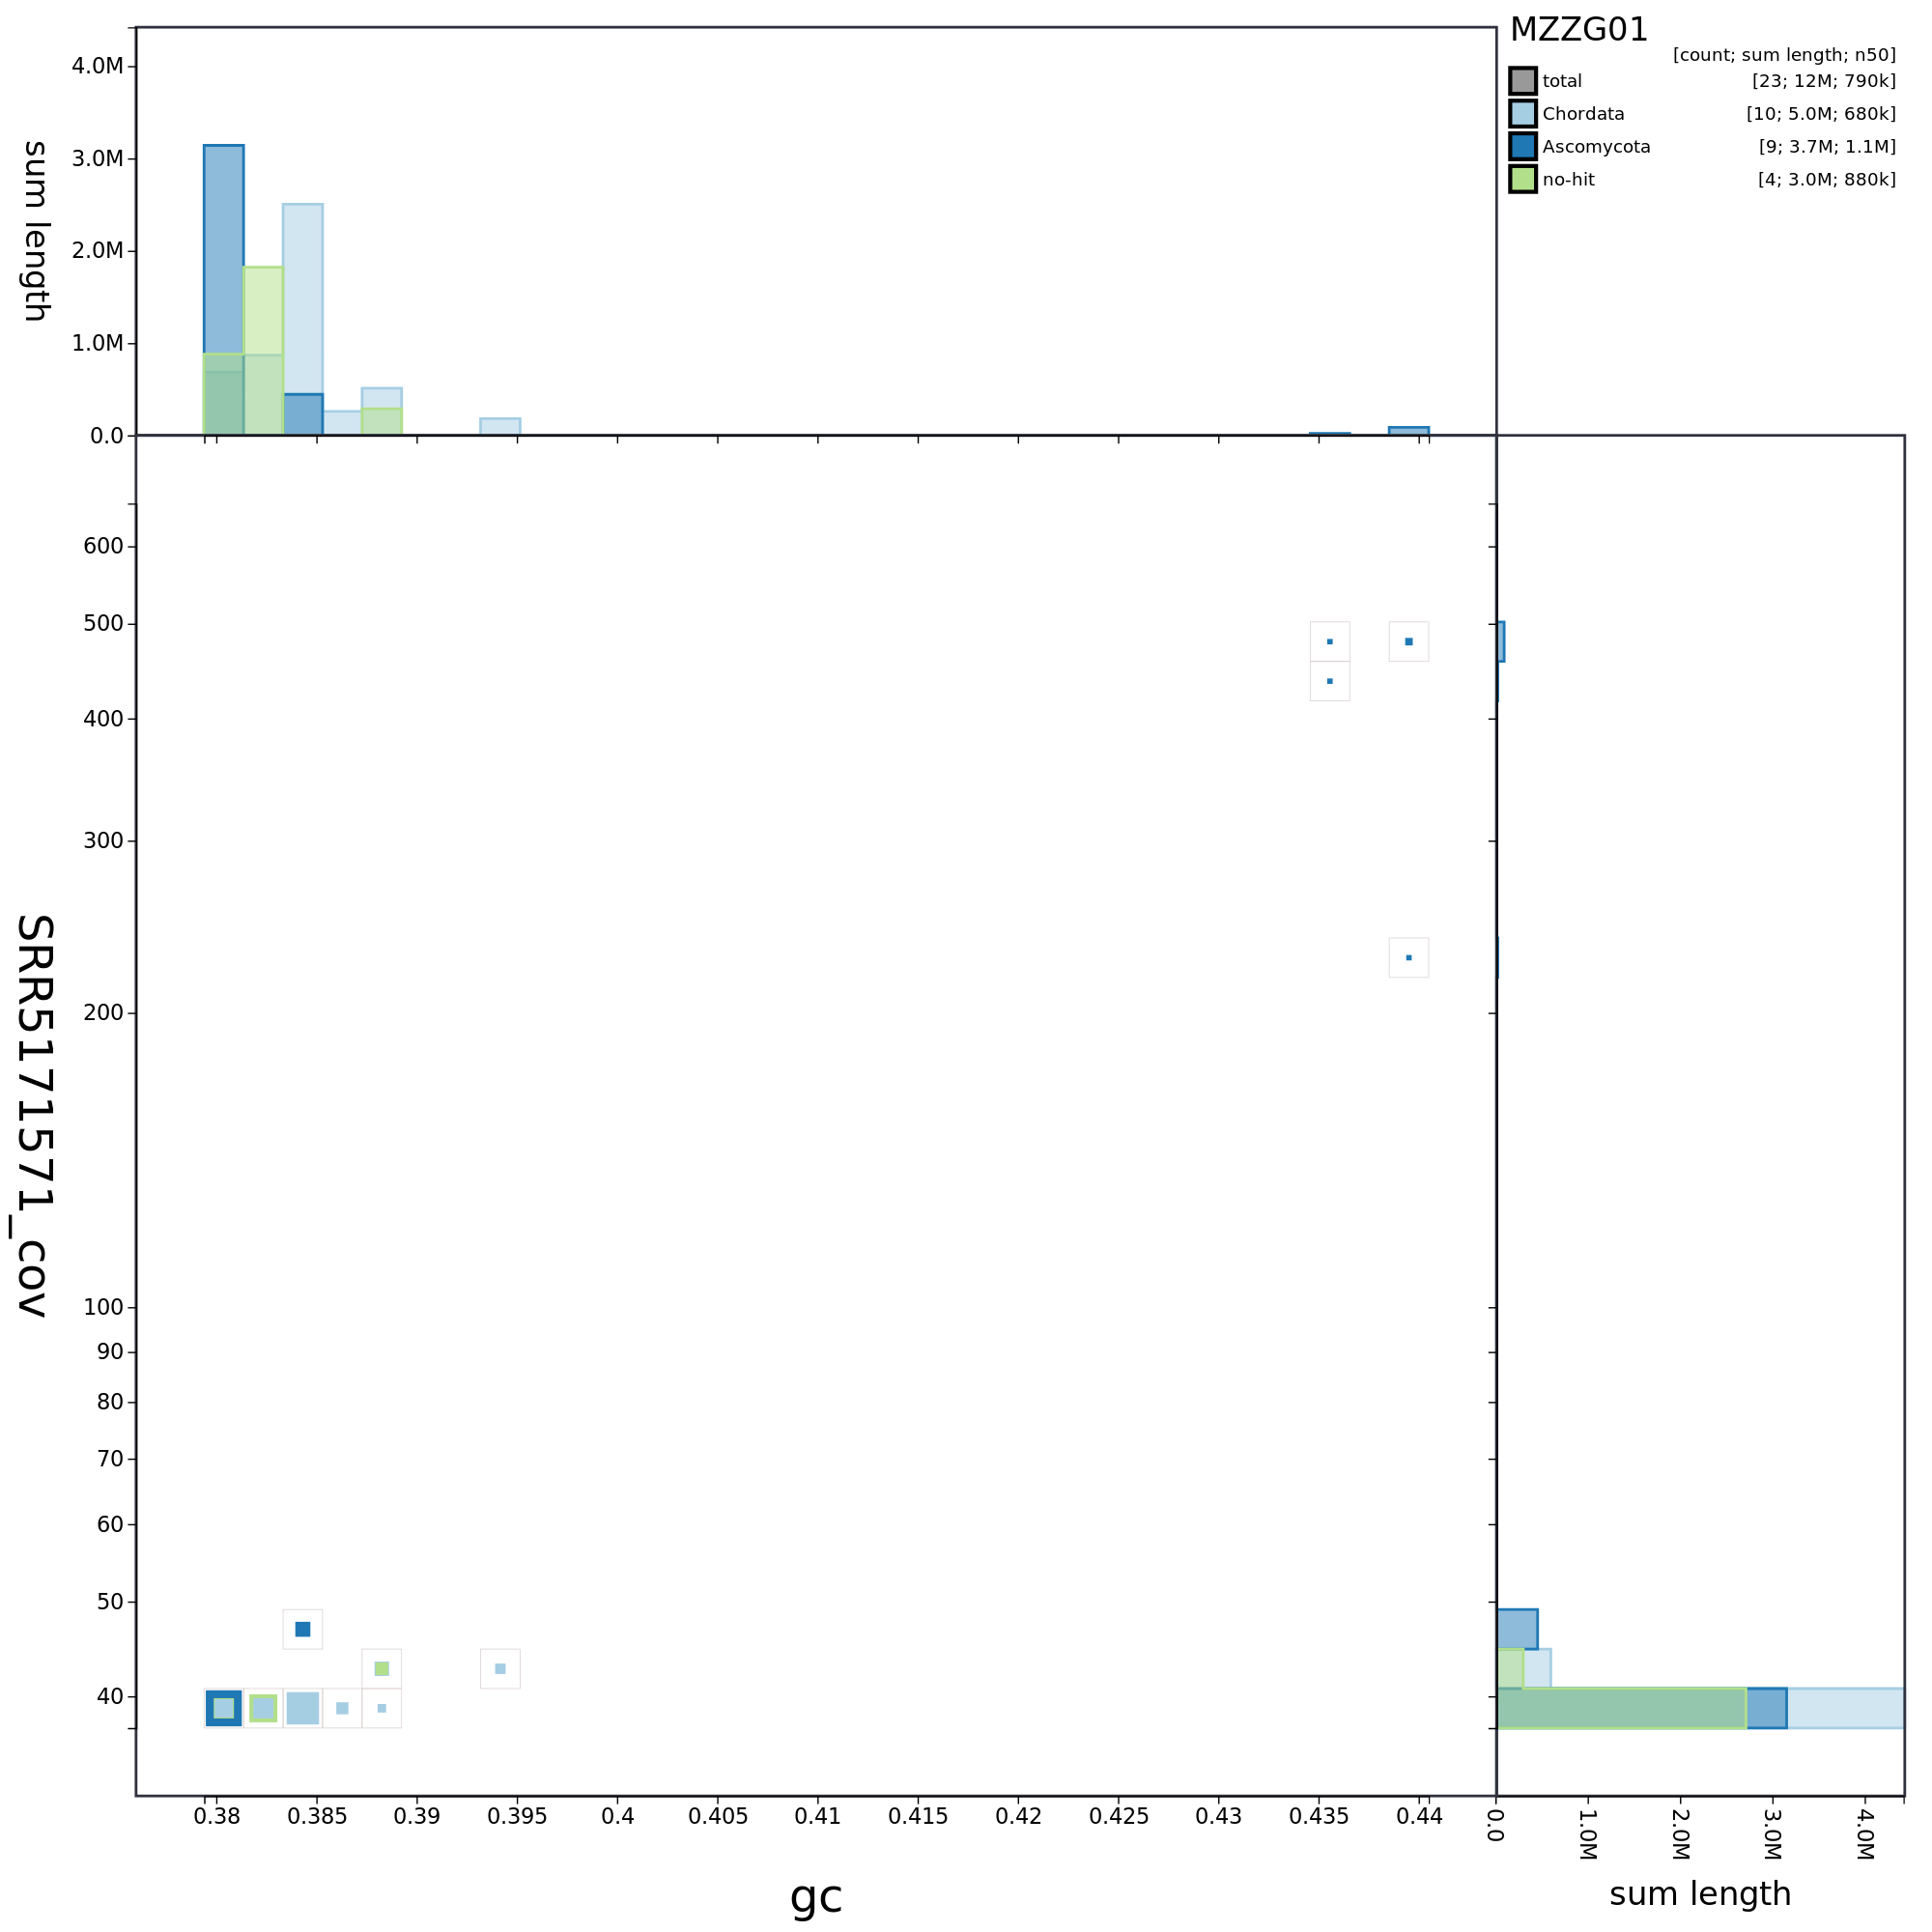 MZZG01
[count; sum length; n50]
total [23; 12M; 790k]
Chordata [10; 5.0M; 680k]
Ascomycota [9; 3.7M; 1.1M]
no-hit [4; 3.0M; 880k]
sum length
4.0M
3.0M
2.0M
1.0M
0.0
SRR5171571_cov
600
500
400
300
200
100
90
80
70
60
50
40
0.38 0.385 0.39 0.395 0.4 0.405 0.41 0.415 0.42 0.425 0.43 0.435 0.44
gc
0.0 1.0M 2.0M 3.0M 4.0M
sum length